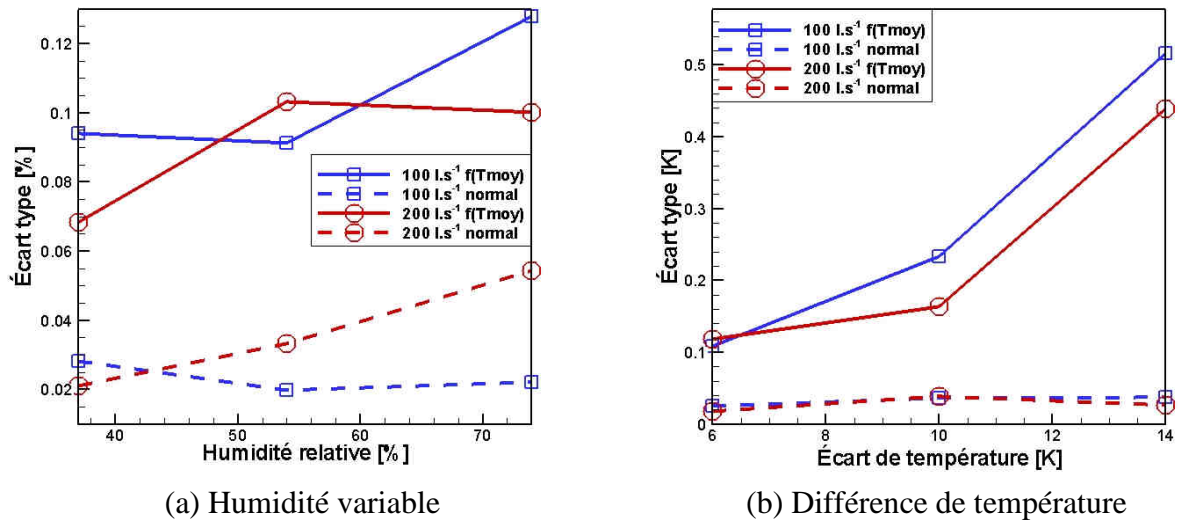 0.12
0.1
0.08
0.06
0.04
0.02
Écart type [%]
100 l.s⁻¹ f(Tmoy)
100 l.s⁻¹ normal
200 l.s⁻¹ f(Tmoy)
200 l.s⁻¹ normal
40 50 60 70
Humidité relative [%]
(a) Humidité variable
0.5
0.4
0.3
0.2
0.1
0
Écart type [K]
100 l.s⁻¹ f(Tmoy)
100 l.s⁻¹ normal
200 l.s⁻¹ f(Tmoy)
200 l.s⁻¹ normal
6 8 10 12 14
Écart de température [K]
(b) Différence de température